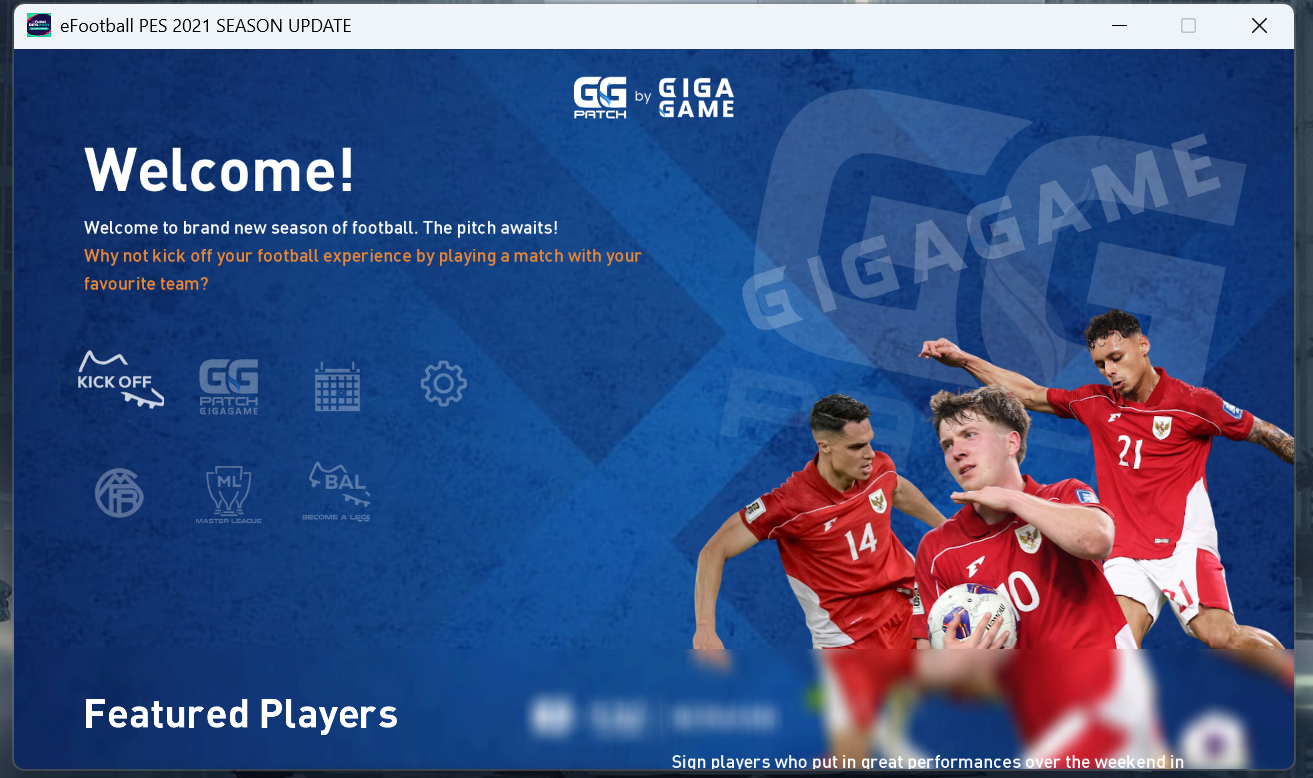 eFootball PES 2021 SEASON UPDATE
GG PATCH by GIGA GAME
Welcome!
Welcome to brand new season of football. The pitch awaits!
Why not kick off your football experience by playing a match with your
favourite team?
GIGAGAME
KICK OFF
GG PATCH GIGAGAME
ML
MASTER LEAGUE
BAL
BECOME A LEGE
21
14
10
21
Featured Players
Sign players who put in great performances over the weekend in